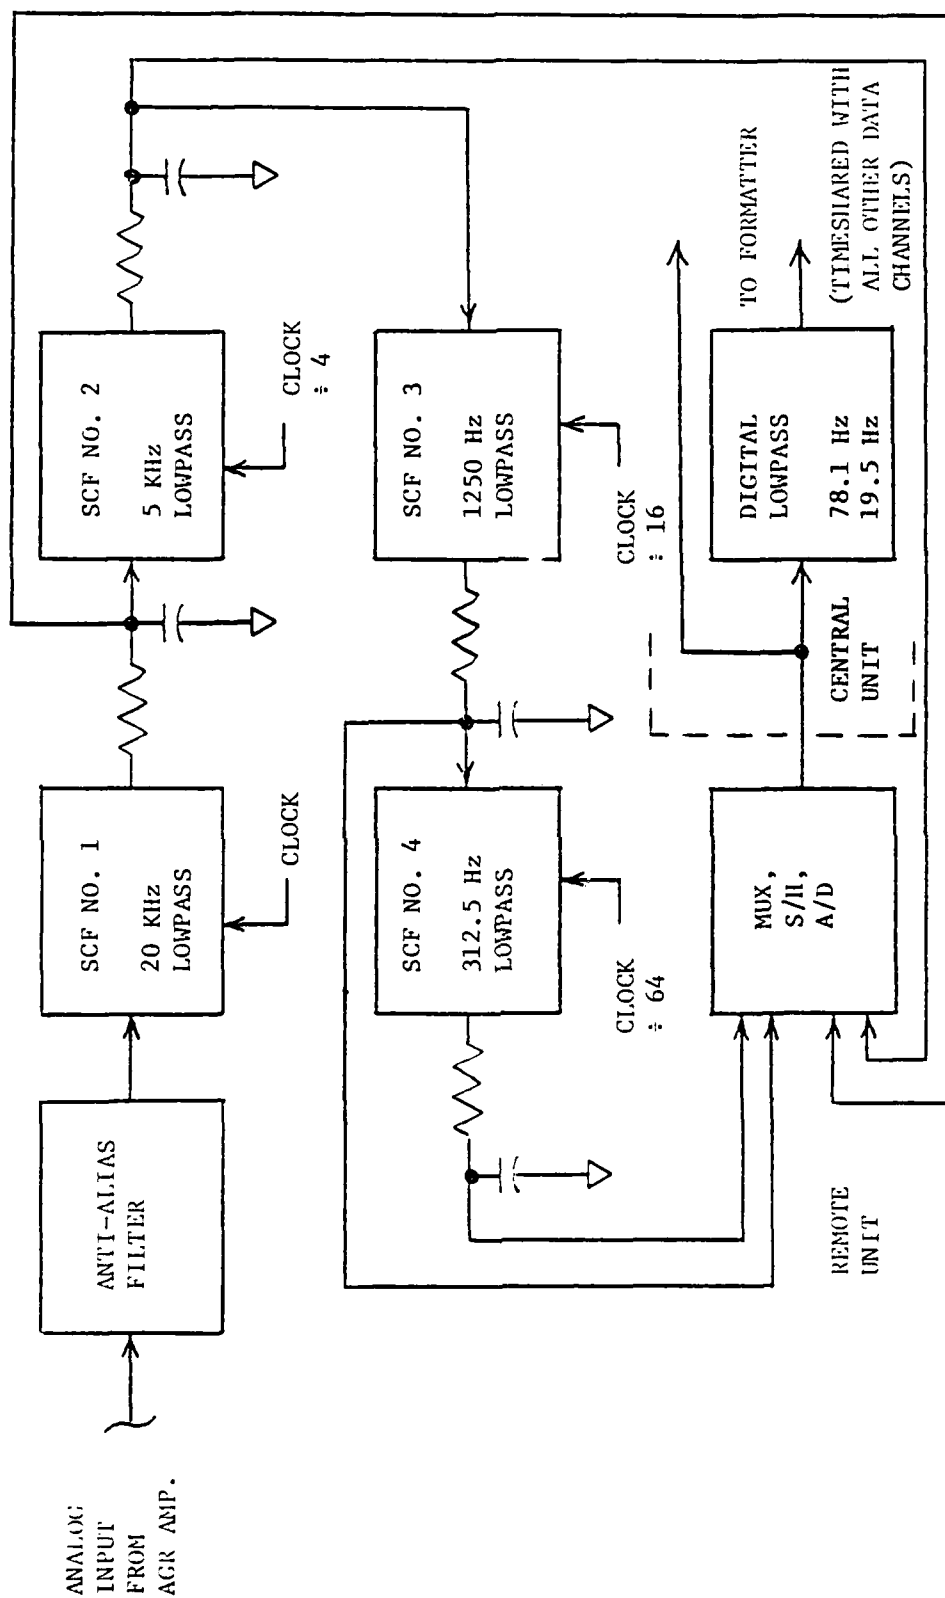 ANALOG
INPUT
FROM
AGR AMP.
ANTI-ALIAS
FILTER
SCF NO. 1
20 KHz
LOWPASS
CLOCK
SCF NO. 2
5 KHz
LOWPASS
CLOCK
÷ 4
SCF NO. 4
312.5 Hz
LOWPASS
CLOCK
÷ 64
SCF NO. 3
1250 Hz
LOWPASS
CLOCK
÷ 16
REMOTE
UNIT
MUX,
S/H,
A/D
CENTRAL
UNIT
DIGITAL
LOWPASS
78.1 Hz
19.5 Hz
TO FORMATTER
(TIMESHARED WITH
ALL OTHER DATA
CHANNELS)